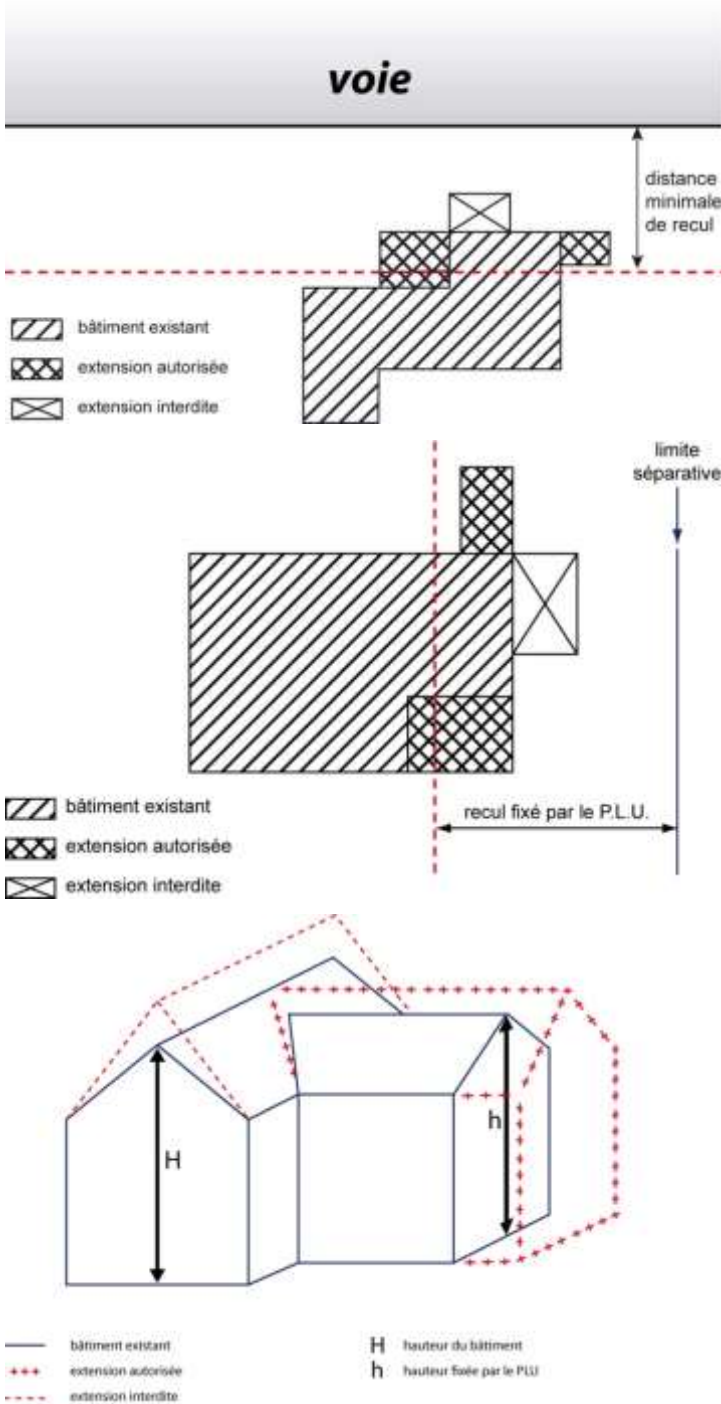 voie
distance
minimale
de recul
bâtiment existant
extension autorisée
extension interdite
limite
séparative
bâtiment existant
recul fixé par le P.L.U.
extension autorisée
extension interdite
H
h
bâtiment existant
H hauteur du bâtiment
extension autorisée
h hauteur fixée par le PLU
extension interdite